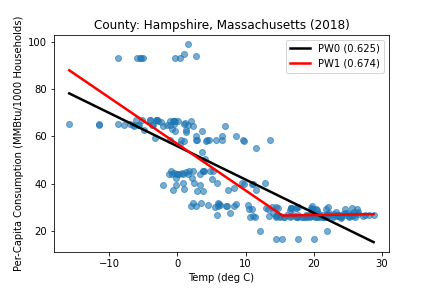 County: Hampshire, Massachusetts (2018)
PW0 (0.625)
PW1 (0.674)
Per-Capita Consumption (MMBtu/1000 Households)
100
80
60
40
20
−10
0
10
20
30
Temp (deg C)